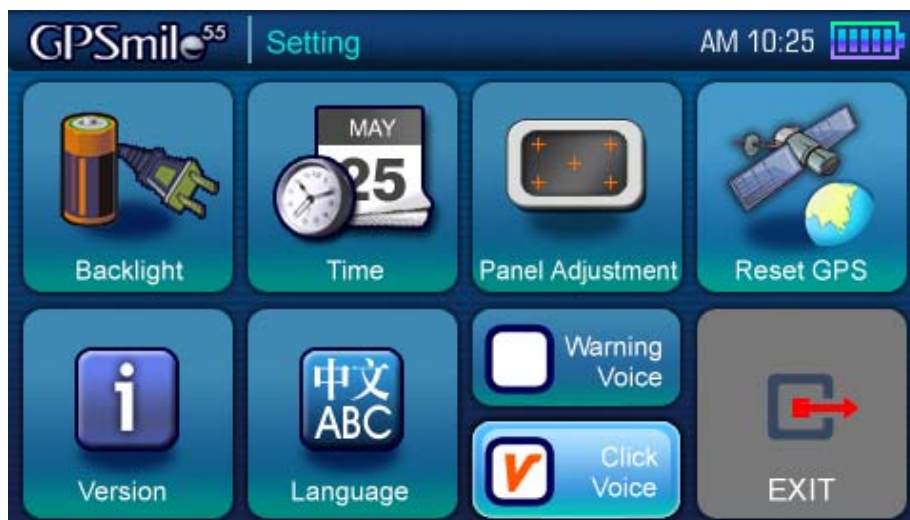 GPSmile55
Setting
AM 10:25
MAY
25
Backlight
Time
Panel Adjustment
Reset GPS
i
中文
ABC
Version
Language
Warning
Voice
Click
Voice
EXIT